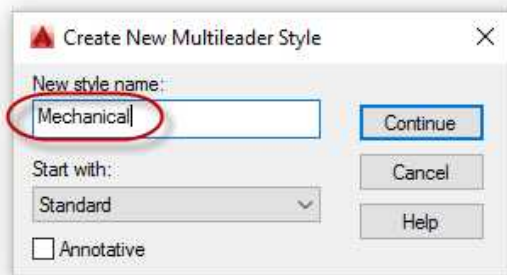 Create New Multileader Style
New style name:
Mechanical
Continue
Start with:
Cancel
Standard
Help
Annotative